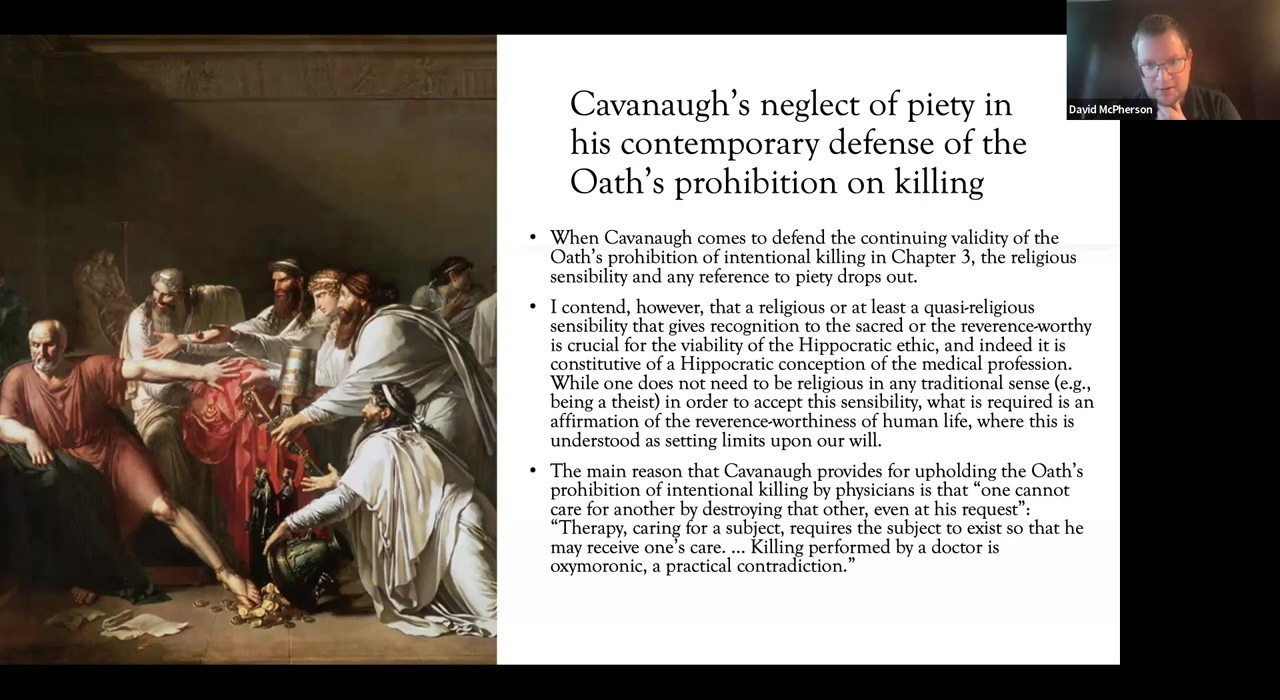 Cavanaugh's neglect of piety in
his contemporary defense of the
Oath's prohibition on killing
• When Cavanaugh comes to defend the continuing validity of the
Oath's prohibition of intentional killing in Chapter 3, the religious
sensibility and any reference to piety drops out.
• I contend, however, that a religious or at least a quasi-religious
sensibility that gives recognition to the sacred or the reverence-worthy
is crucial for the viability of the Hippocratic ethic, and indeed it is
constitutive of a Hippocratic conception of the medical profession.
While one does not need to be religious in any traditional sense (e.g.,
being a theist) in order to accept this sensibility, what is required is an
affirmation of the reverence-worthiness of human life, where this is
understood as setting limits upon our will.
• The main reason that Cavanaugh provides for upholding the Oath's
prohibition of intentional killing by physicians is that “one cannot
care for another by destroying that other, even at his request”:
“Therapy, caring for a subject, requires the subject to exist so that he
may receive one's care. ... Killing performed by a doctor is
oxymoronic, a practical contradiction.”
David McPherson